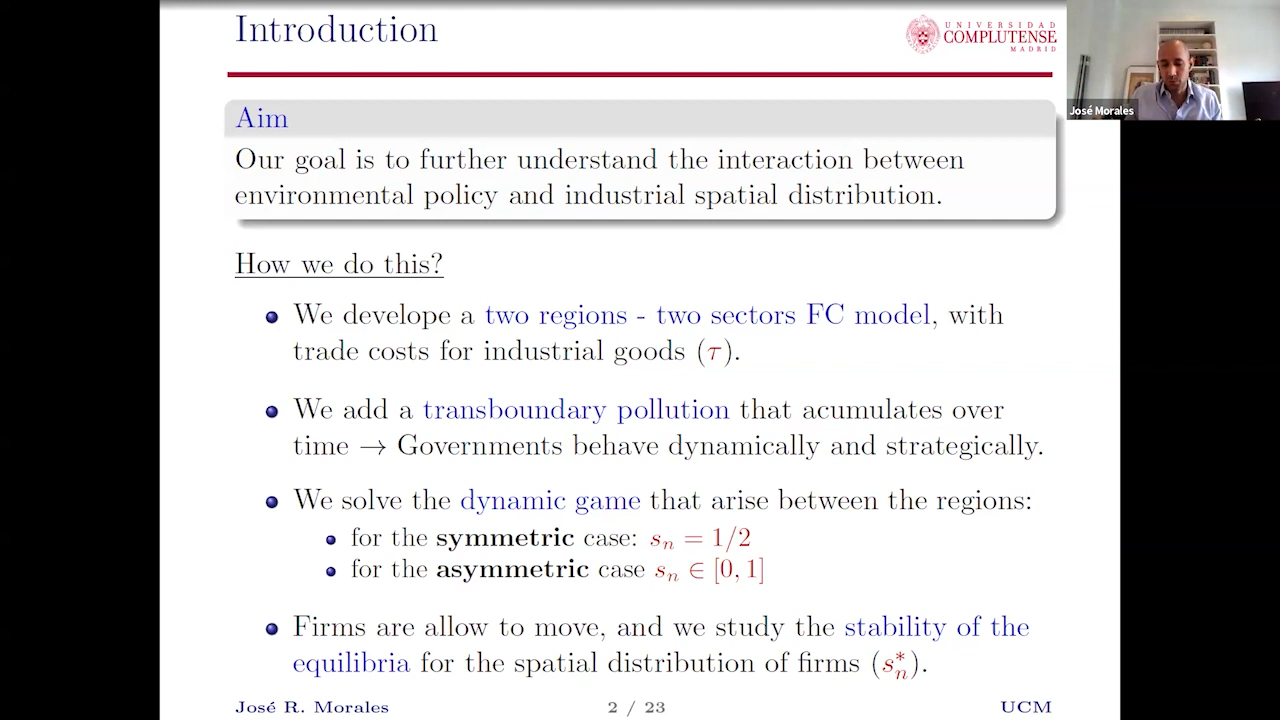 Introduction
UNIVERSIDAD
COMPLUTENSE
MADRID
José Morales
Aim
Our goal is to further understand the interaction between
environmental policy and industrial spatial distribution.
How we do this?
We develope a two regions - two sectors FC model, with
trade costs for industrial goods (τ).
We add a transboundary pollution that acumulates over
time → Governments behave dynamically and strategically.
We solve the dynamic game that arise between the regions:
for the symmetric case: sₙ = 1/2
for the asymmetric case sₙ ∈ [0, 1]
Firms are allow to move, and we study the stability of the
equilibria for the spatial distribution of firms (sₙ*).
José R. Morales 2 / 23 UCM